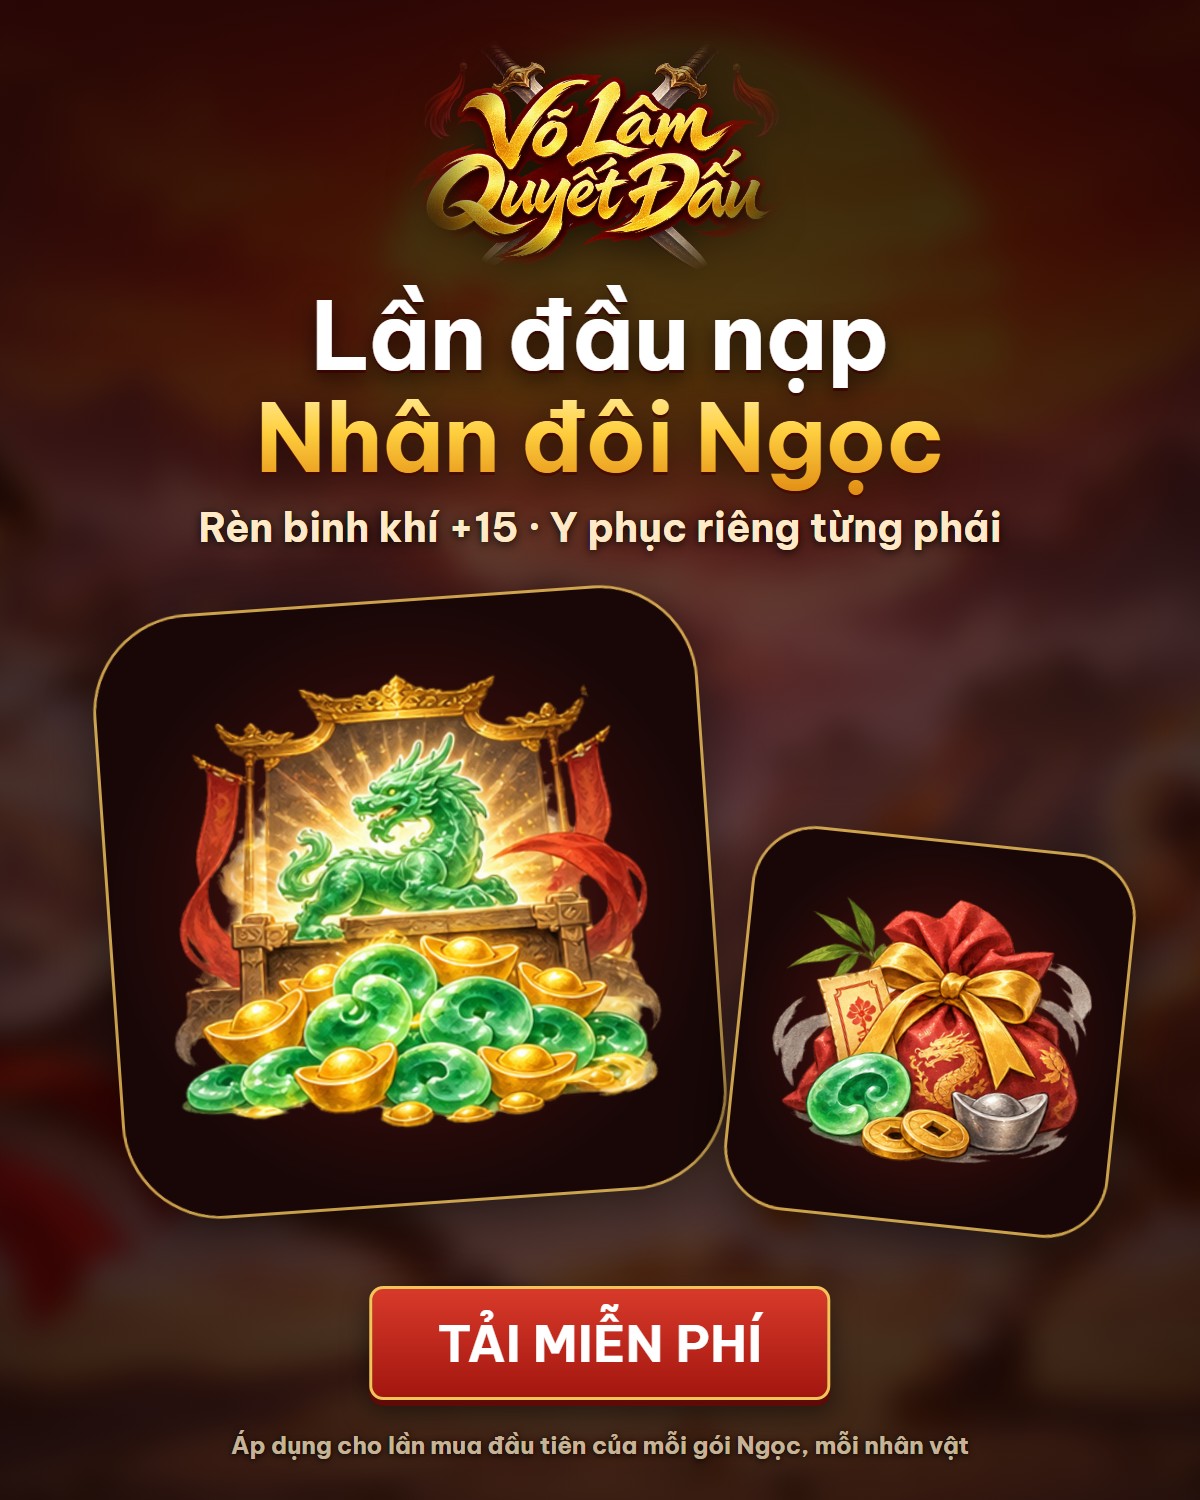 Võ Lâm
Quyết Đấu
Lần đầu nạp
Nhân đôi Ngọc
Rèn binh khí +15 · Y phục riêng từng phái
TẢI MIỄN PHÍ
Áp dụng cho lần mua đầu tiên của mỗi gói Ngọc, mỗi nhân vật